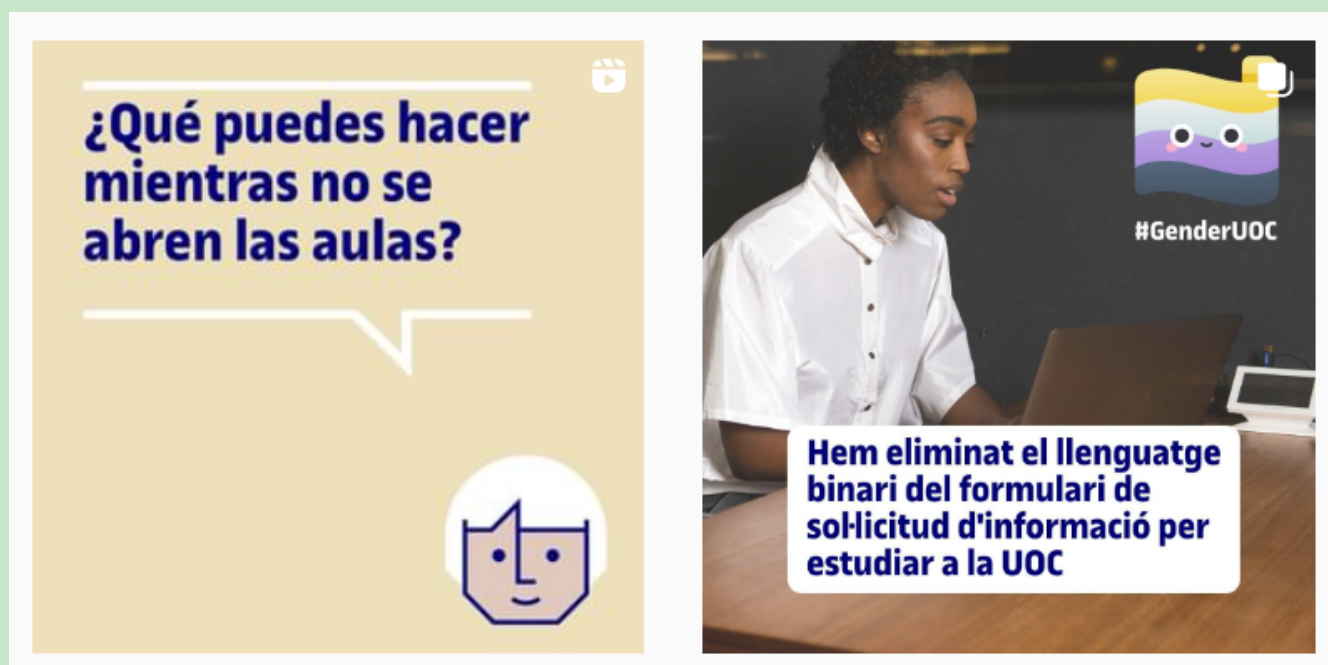 ¿Qué puedes hacer
mientras no se
abren las aulas?
#GenderUOC
Hem eliminat el llenguatge
binari del formulari de
sol·licitud d'informació per
estudiar a la UOC